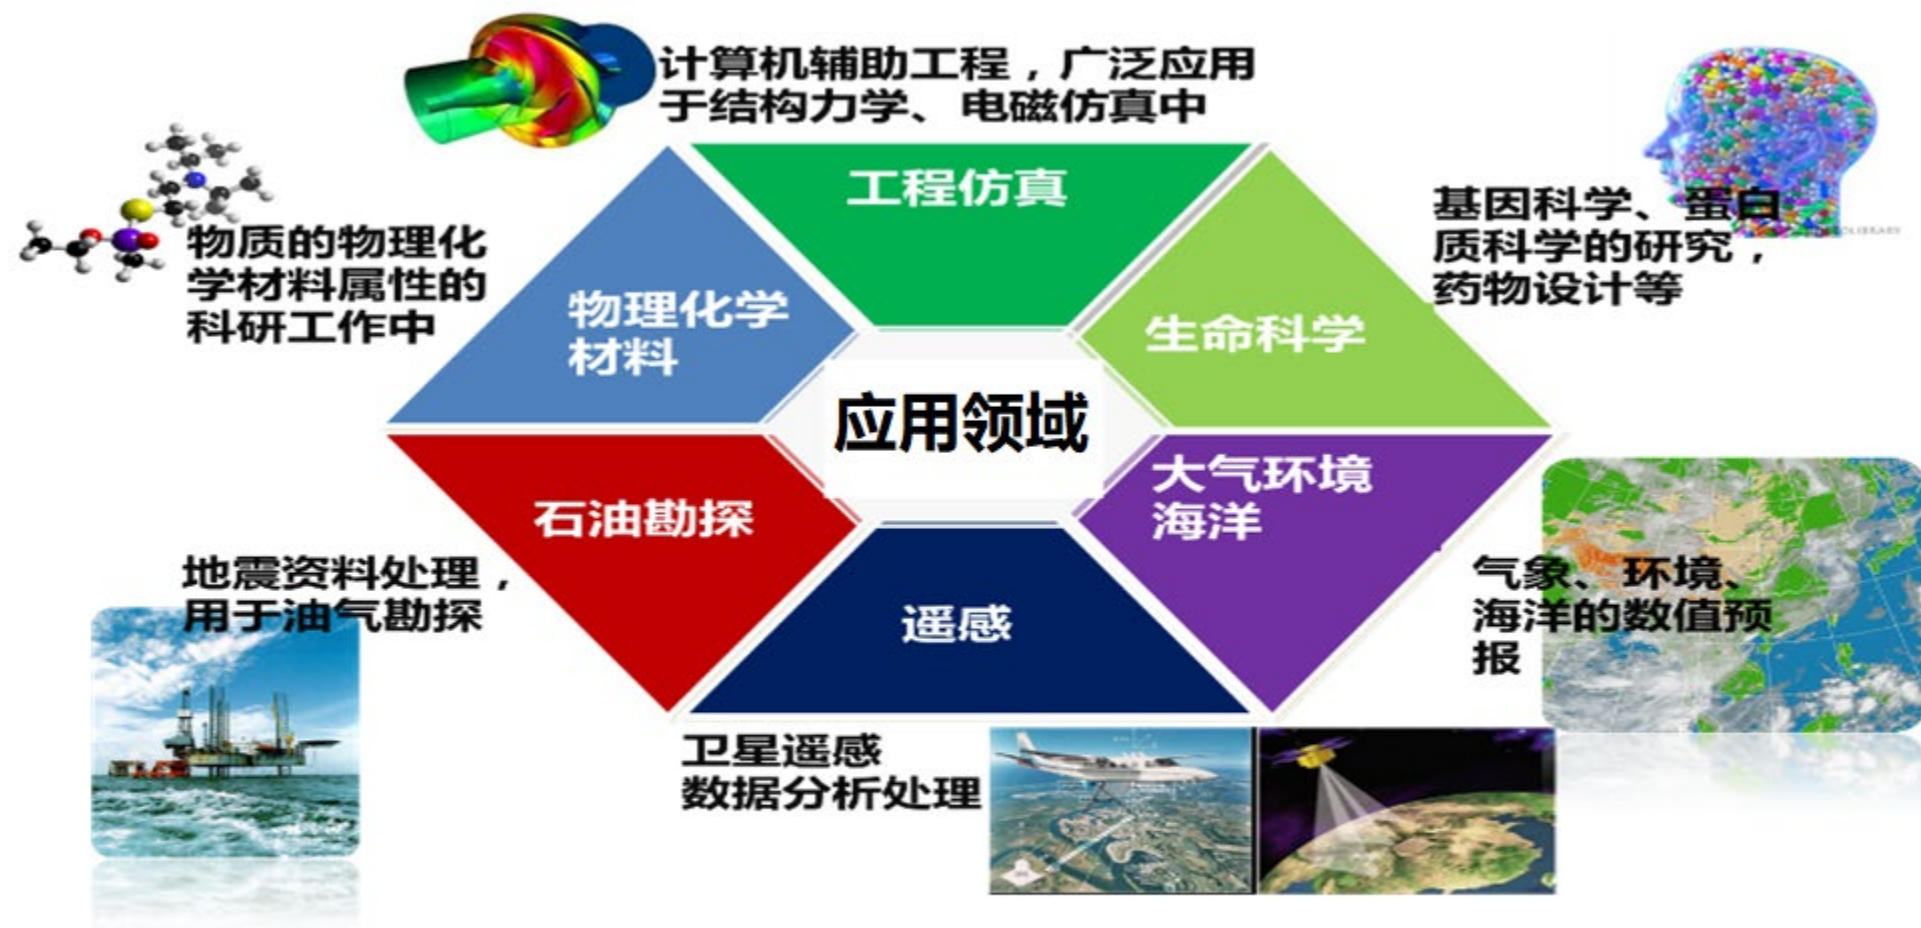 计算机辅助工程，广泛应用
于结构力学、电磁仿真中
工程仿真
物质的物理化
学材料属性的
科研工作中
物理化学
材料
基因科学、蛋白
质科学的研究，
药物设计等
生命科学
应用领域
石油勘探
大气环境
海洋
地震资料处理，
用于油气勘探
遥感
气象、环境、
海洋的数值预
报
卫星遥感
数据分析处理